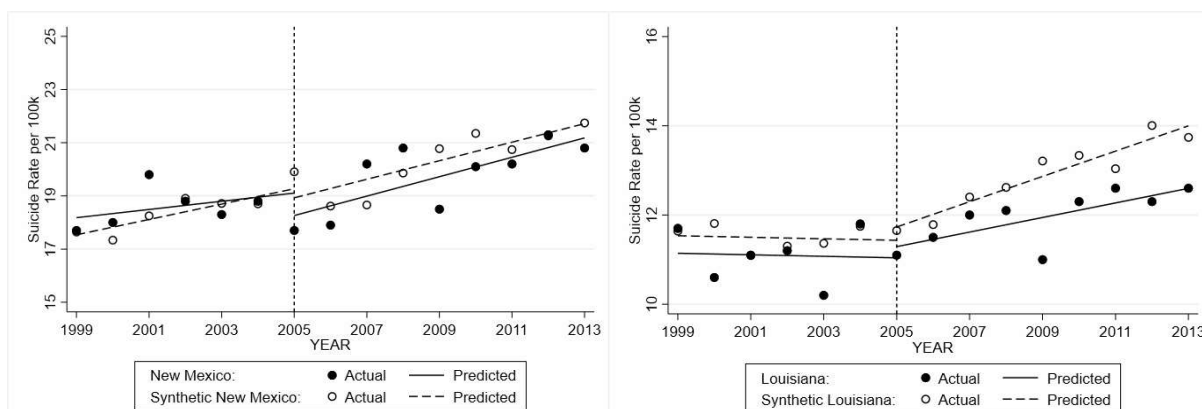 Suicide Rate per 100k
25
23
21
19
17
15
1999 2001 2003 2005 2007 2009 2011 2013
YEAR
New Mexico: Actual Predicted
Synthetic New Mexico: Actual Predicted
Suicide Rate per 100k
16
14
12
10
1999 2001 2003 2005 2007 2009 2011 2013
YEAR
Louisiana: Actual Predicted
Synthetic Louisiana: Actual Predicted